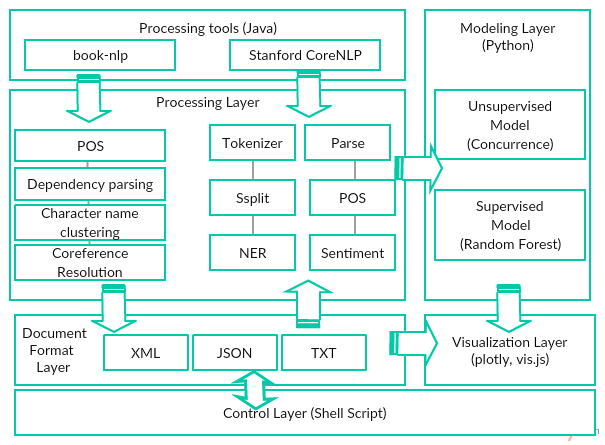 Processing tools (Java)
book-nlp
Stanford CoreNLP
Processing Layer
POS
Dependency parsing
Character name
clustering
Coreference
Resolution
Tokenizer
Parse
Ssplit
POS
NER
Sentiment
Modeling Layer
(Python)
Unsupervised
Model
(Concurrence)
Supervised
Model
(Random Forest)
Document
Format
Layer
XML
JSON
TXT
Visualization Layer
(plotly, vis.js)
Control Layer (Shell Script)